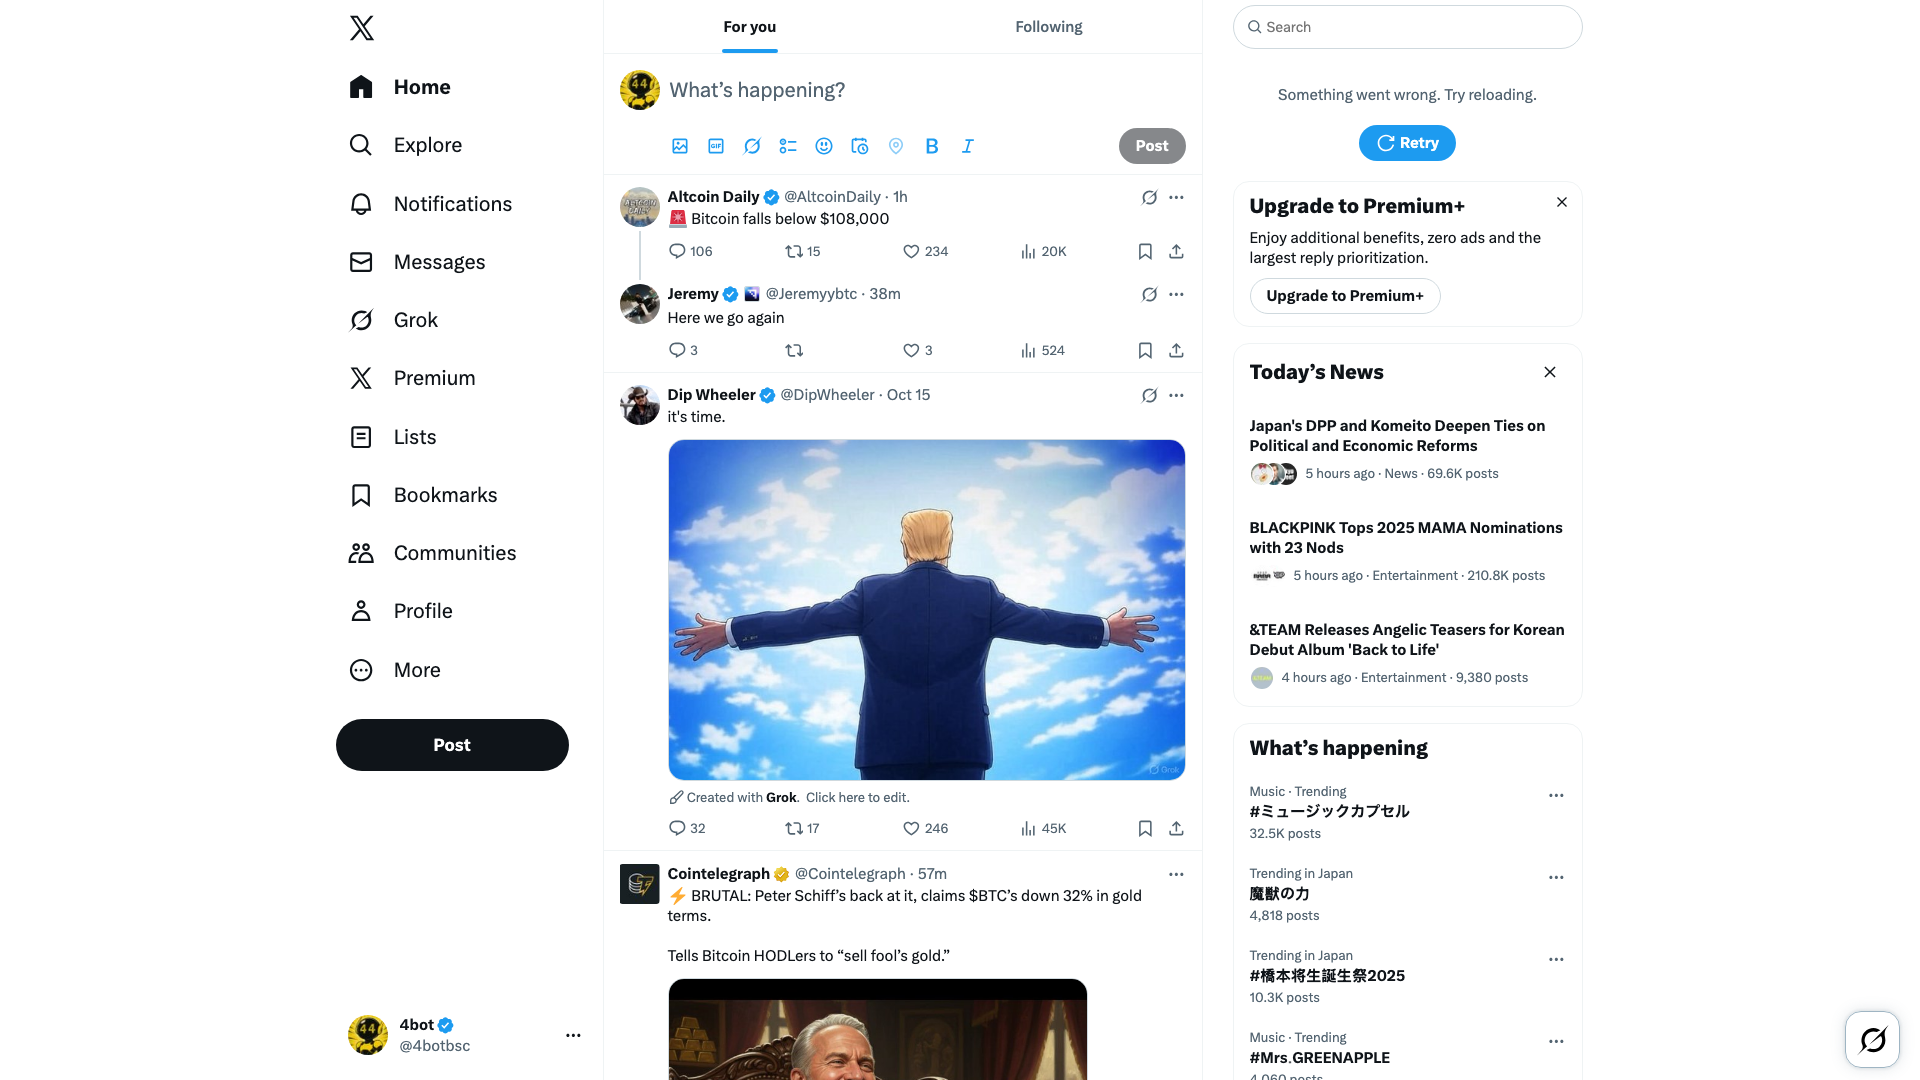 Home
Explore
Notifications
Messages
Grok
Premium
Lists
Bookmarks
Communities
Profile
More
Post
4bot
@4botbsc
For you
Following
What’s happening?
GIF
Post
Altcoin Daily @AltcoinDaily · 1h
🚨 Bitcoin falls below $108,000
106 15 234 20K
Jeremy @Jeremyybtc · 38m
Here we go again
3 3 524
Dip Wheeler @DipWheeler · Oct 15
it's time.
Grok
Created with Grok. Click here to edit.
32 17 246 45K
Cointelegraph @Cointelegraph · 57m
⚡ BRUTAL: Peter Schiff’s back at it, claims $BTC’s down 32% in gold
terms.
Tells Bitcoin HODLers to “sell fool’s gold.”
Search
Something went wrong. Try reloading.
Retry
Upgrade to Premium+
Enjoy additional benefits, zero ads and the
largest reply prioritization.
Upgrade to Premium+
Today’s News
Japan's DPP and Komeito Deepen Ties on
Political and Economic Reforms
5 hours ago · News · 69.6K posts
BLACKPINK Tops 2025 MAMA Nominations
with 23 Nods
5 hours ago · Entertainment · 210.8K posts
&TEAM Releases Angelic Teasers for Korean
Debut Album 'Back to Life'
4 hours ago · Entertainment · 9,380 posts
What’s happening
Music · Trending
#ミュージックカプセル
32.5K posts
Trending in Japan
魔獣の力
4,818 posts
Trending in Japan
#橋本将生誕生祭2025
10.3K posts
Music · Trending
#Mrs.GREENAPPLE
4,060 posts